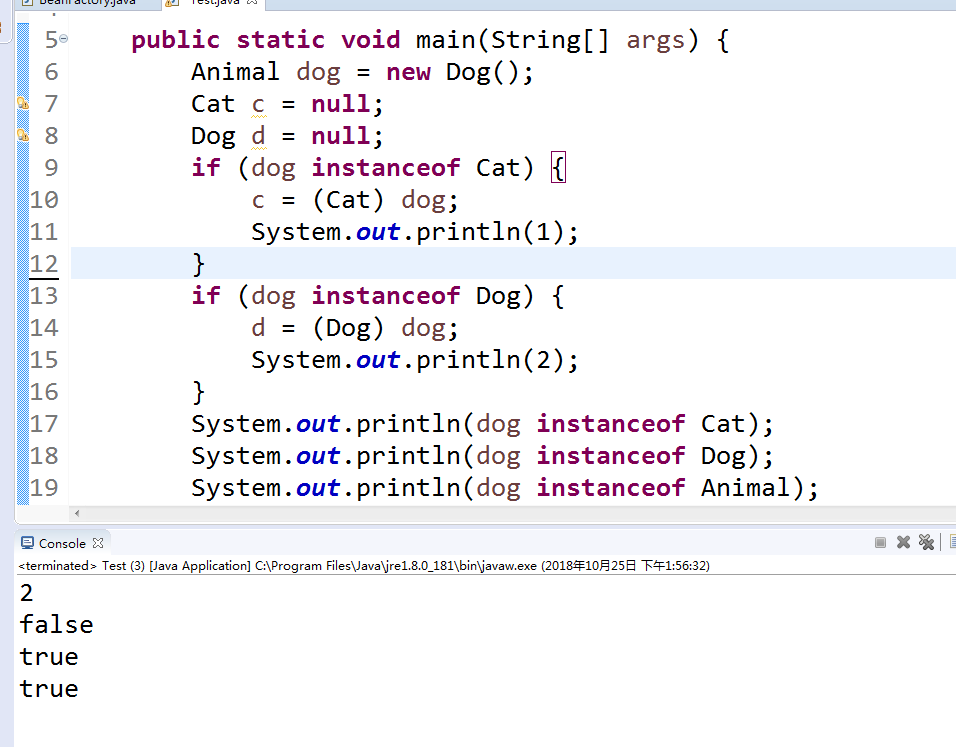 BeanFactory.java Test.java
5 public static void main(String[] args) {
6 Animal dog = new Dog();
7 Cat c = null;
8 Dog d = null;
9 if (dog instanceof Cat) {
10 c = (Cat) dog;
11 System.out.println(1);
12 }
13 if (dog instanceof Dog) {
14 d = (Dog) dog;
15 System.out.println(2);
16 }
17 System.out.println(dog instanceof Cat);
18 System.out.println(dog instanceof Dog);
19 System.out.println(dog instanceof Animal);
Console
<terminated> Test (3) [Java Application] C:\Program Files\Java\jre1.8.0_181\bin\javaw.exe (2018年10月25日 下午1:56:32)
2
false
true
true